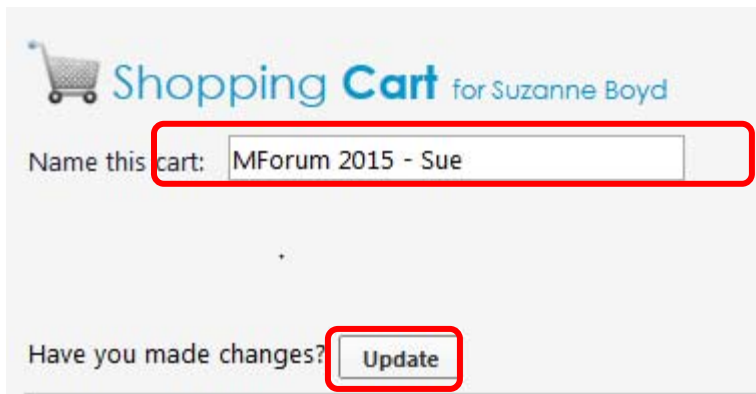 Shopping Cart for Suzanne Boyd
Name this cart: MForum 2015 - Sue
Have you made changes? Update